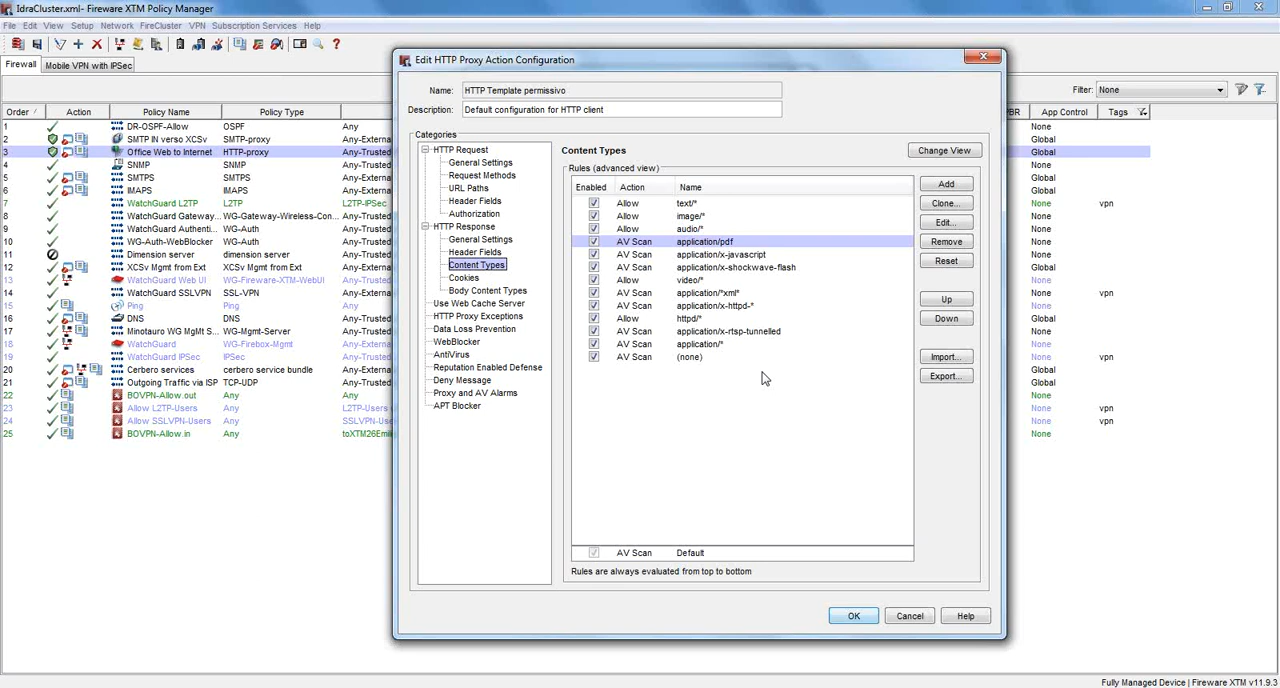 IdraCluster.xml- Fireware XTM Policy Manager
File Edit View Setup Network FireCluster VPN Subscription Services Help
Firewall Mobile VPN with IPSec
Filter: None
Order / Action Policy Name Policy Type PBR App Control Tags
1 DR-OSPF-Allow OSPF Any None
2 SMTP IN verso XCSv SMTP-proxy Any-External Global
3 Office Web to Internet HTTP-proxy Any-Trusted Global
4 SNMP SNMP Any-Trusted None
5 SMTPS SMTPS Any-Trusted Global
6 IMAPS IMAPS Any-Trusted Global
7 WatchGuard L2TP L2TP-IPSec None vpn
8 WatchGuard Gateway... WG-Gateway-Wireless-Con... Any-Trusted None
9 WatchGuard Authenti... WG-Auth None
10 WG-Auth-WebBlocker WG-Auth-WebBlocker Any-Trusted None
11 Dimension server dimension server None
12 XCSv Mgmt from Ext XCSv Mgmt from Ext Global
13 WatchGuard Web UI WG-Fireware-XTM-WebUI None
14 WatchGuard SSLVPN SSL-VPN None vpn
15 Ping Ping None
16 DNS DNS Global
17 Minotauro WG Mgmt S... WG-Mgmt-Server Global
18 WatchGuard WG-Firebox-Mgmt None
19 WatchGuard IPSec IPSec None vpn
20 Cerbero services cerbero service bundle Global
21 Outgoing Traffic via ISP TCP-UDP Global
22 BOVPN-Allow.out Any None
23 Allow L2TP-Users Any None vpn
24 Allow SSLVPN-Users Any None vpn
25 BOVPN-Allow.in Any None
Edit HTTP Proxy Action Configuration
Name: HTTP Template permissivo
Description: Default configuration for HTTP client
Categories
HTTP Request
General Settings
Request Methods
URL Paths
Header Fields
Authorization
HTTP Response
General Settings
Header Fields
Content Types
Cookies
Body Content Types
Use Web Cache Server
HTTP Proxy Exceptions
Data Loss Prevention
WebBlocker
AntiVirus
Reputation Enabled Defense
Deny Message
Proxy and AV Alarms
APT Blocker
Content Types
Change View
Rules (advanced view)
Enabled Action Name
Allow text/*
Allow image/*
Allow audio/*
AV Scan application/pdf
AV Scan application/x-javascript
AV Scan application/x-shockwave-flash
Allow video/*
AV Scan application/*xml*
AV Scan application/x-httpd-*
Allow httpd/*
AV Scan application/x-rtsp-tunnelled
AV Scan application/*
AV Scan (none)
AV Scan Default
Rules are always evaluated from top to bottom
Add
Clone...
Edit...
Remove
Reset
Up
Down
Import...
Export...
OK Cancel Help
Fully Managed Device | Fireware XTM v11.9.3